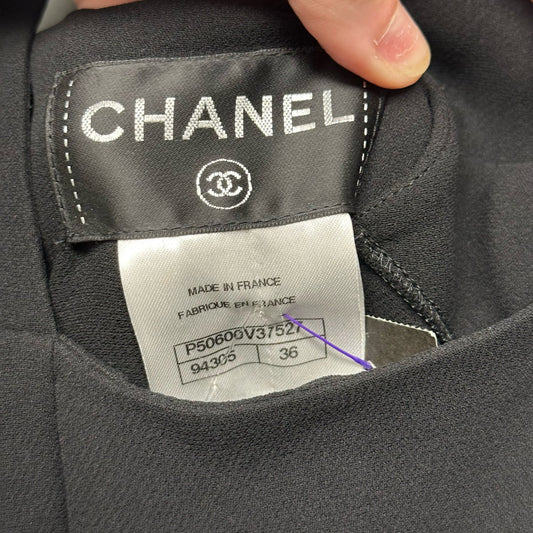 CHANEL
MADE IN FRANCE
FABRIQUE EN FRANCE
P50600V37527
94305 36